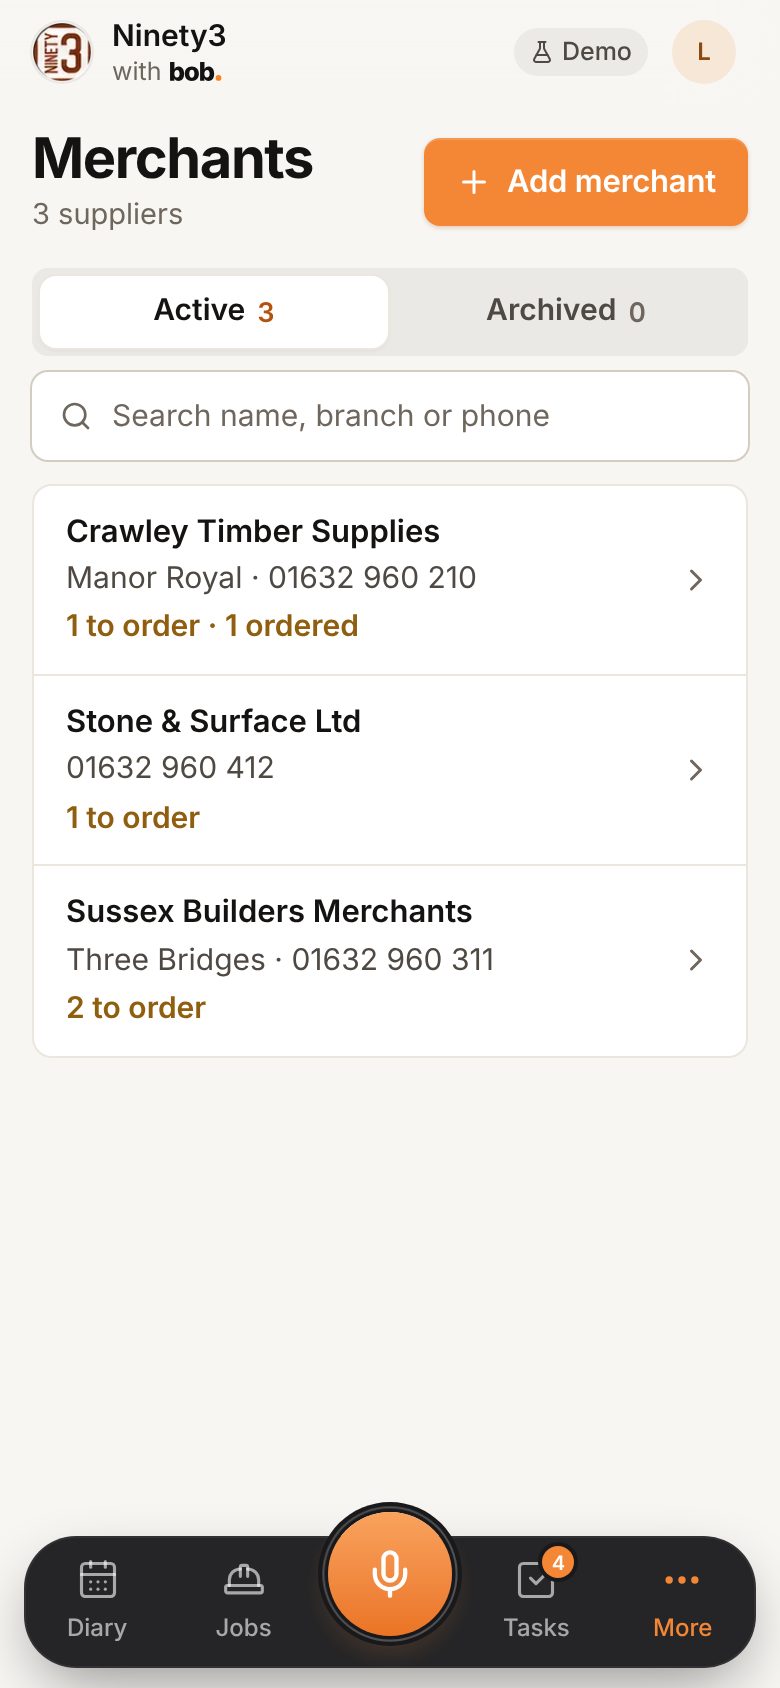 NINETY 3
Ninety3
with bob.
Demo
L
Merchants
3 suppliers
Add merchant
Active 3
Archived 0
Search name, branch or phone
Crawley Timber Supplies
Manor Royal · 01632 960 210
1 to order · 1 ordered
Stone & Surface Ltd
01632 960 412
1 to order
Sussex Builders Merchants
Three Bridges · 01632 960 311
2 to order
Diary
Jobs
4
Tasks
More